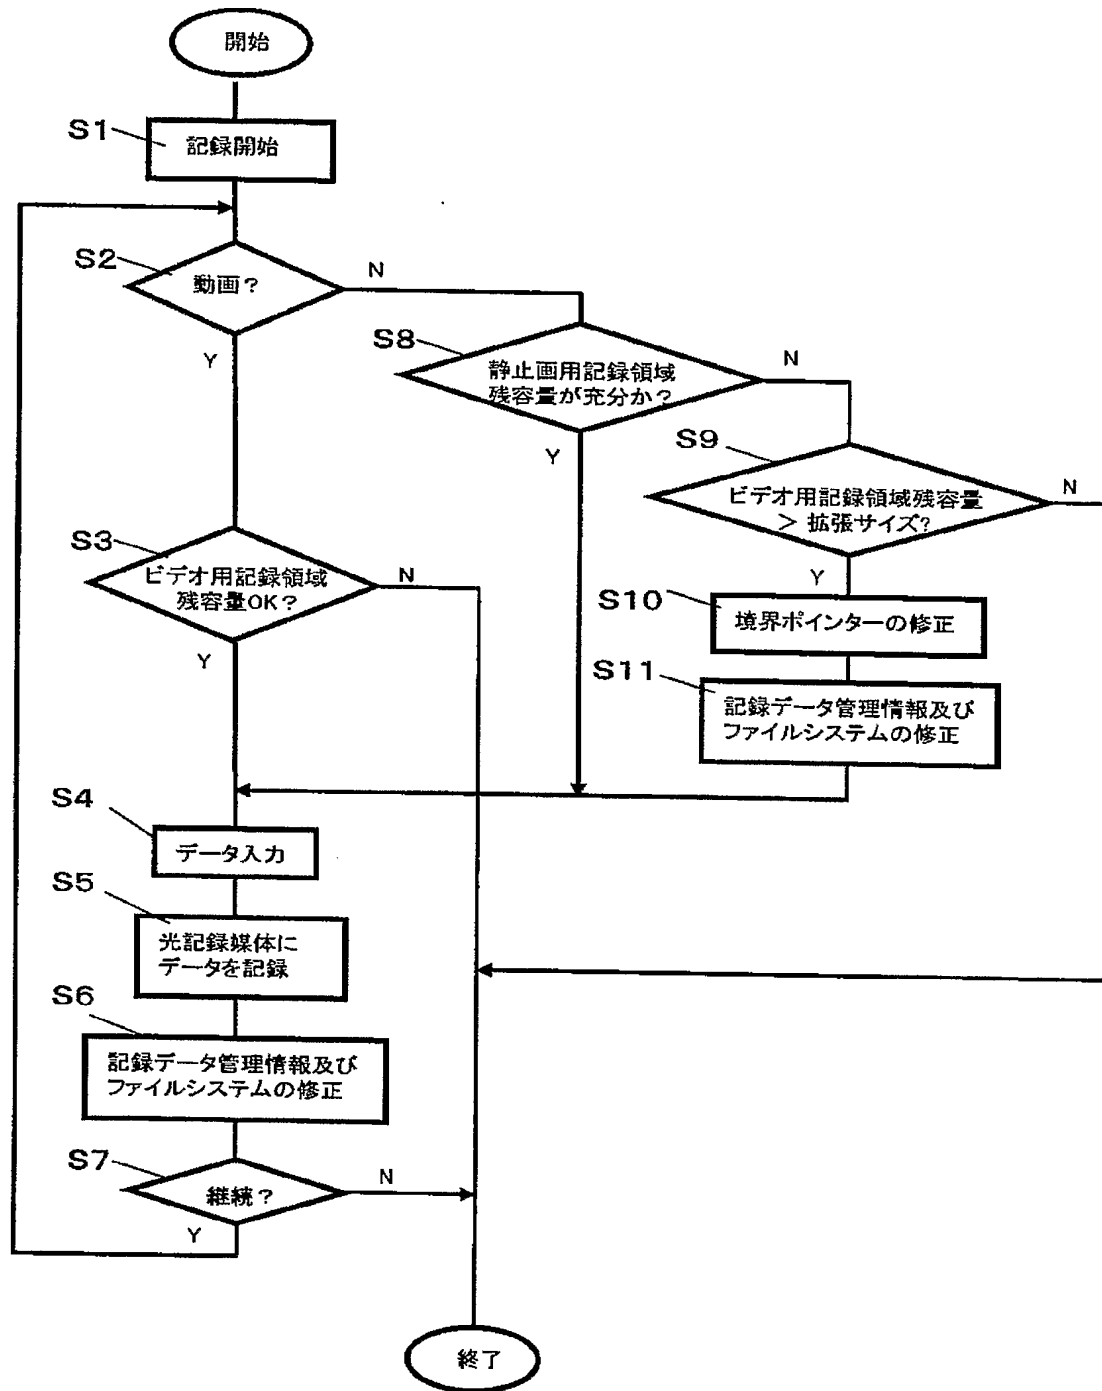 開始
S1
記録開始
S2
動画?
N
Y
S8
静止画用記録領域
残容量が充分か?
N
Y
S9
ビデオ用記録領域残容量
> 拡張サイズ?
N
Y
S3
ビデオ用記録領域
残容量OK?
N
Y
S10
境界ポインターの修正
S11
記録データ管理情報及び
ファイルシステムの修正
S4
データ入力
S5
光記録媒体に
データを記録
S6
記録データ管理情報及び
ファイルシステムの修正
S7
継続?
N
Y
終了